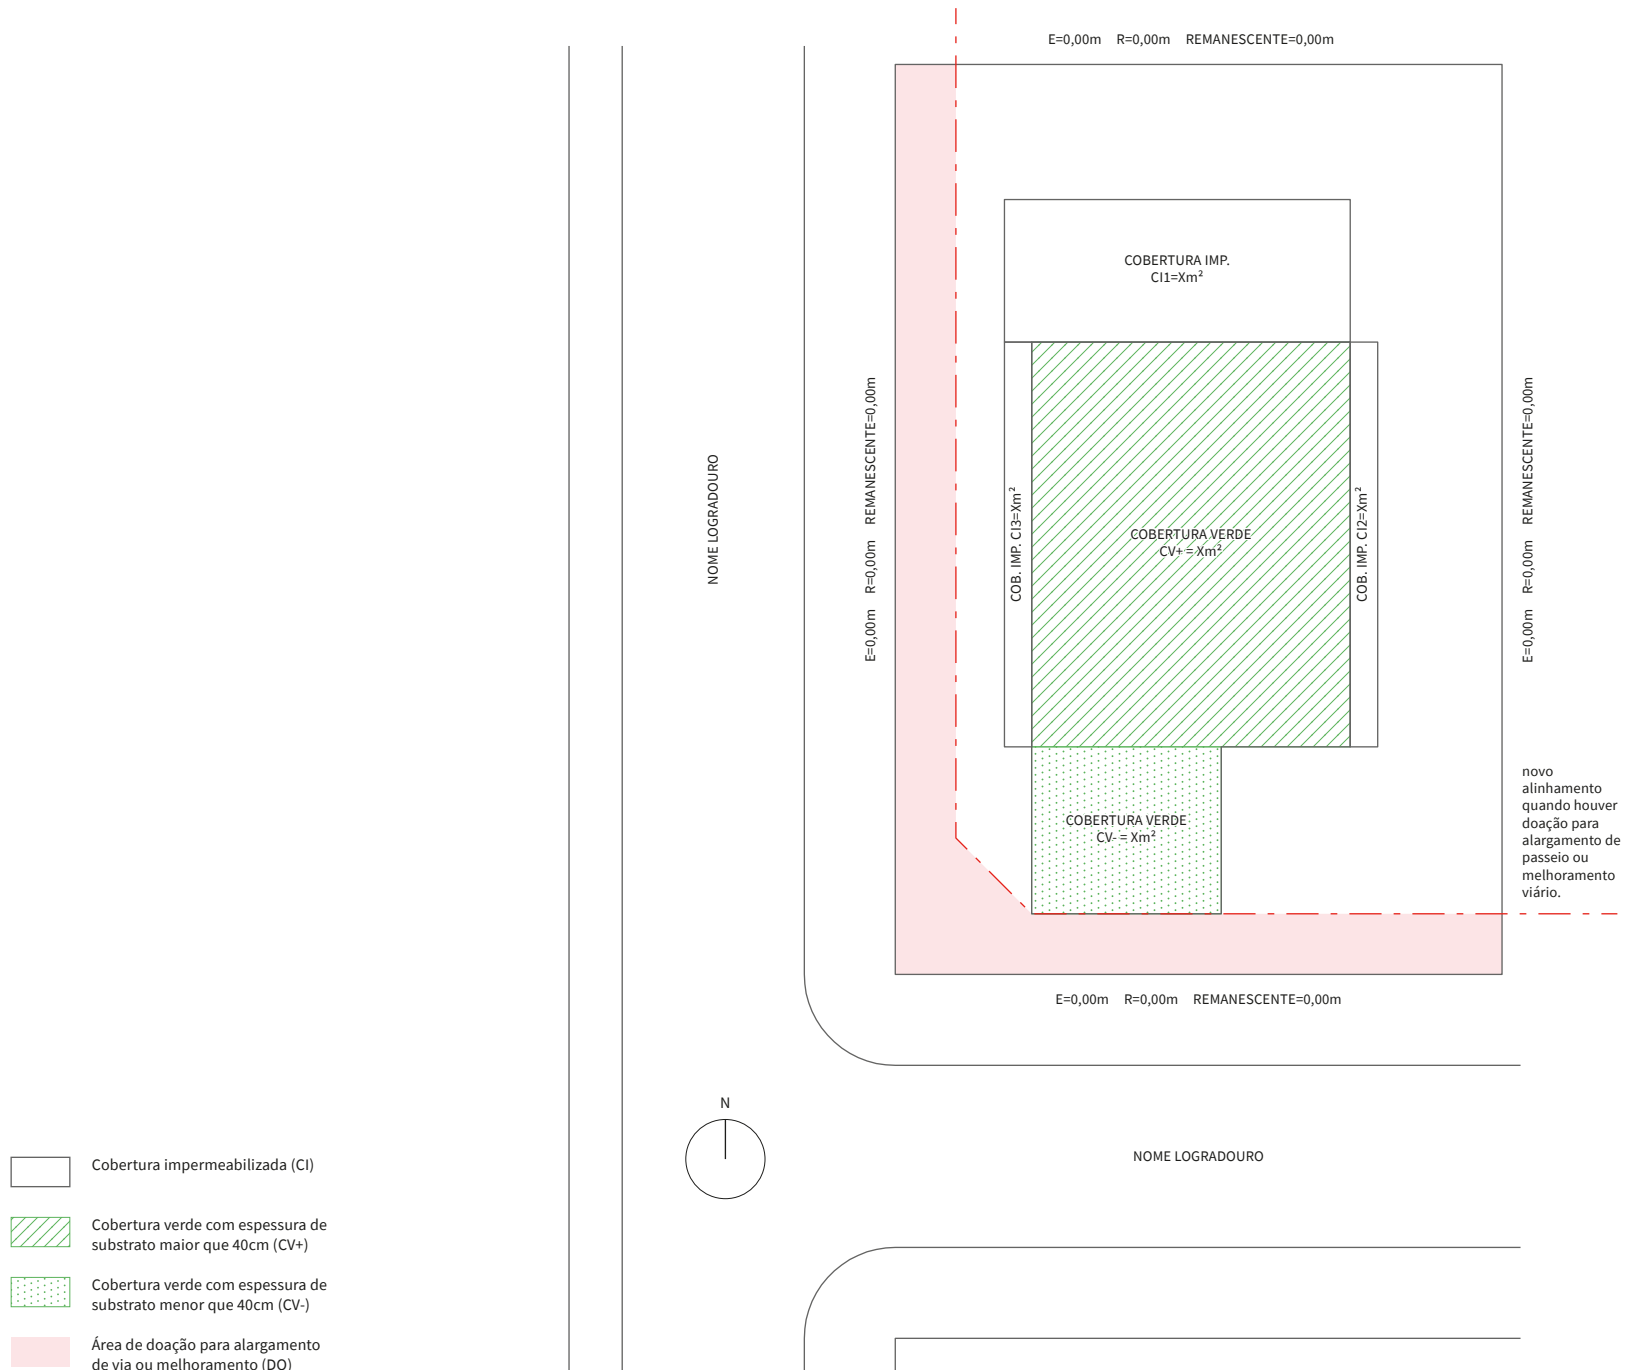 E=0,00m R=0,00m REMANESCENTE=0,00m
COBERTURA IMP.
CI1=Xm²
E=0,00m R=0,00m REMANESCENTE=0,00m
E=0,00m R=0,00m REMANESCENTE=0,00m
NOME LOGRADOURO
COB. IMP. CI3=Xm²
COBERTURA VERDE
CV+ = Xm²
COB. IMP. CI2=Xm²
COBERTURA VERDE
CV- = Xm²
novo
alinhamento
quando houver
doação para
alargamento de
passeio ou
melhoramento
viário.
E=0,00m R=0,00m REMANESCENTE=0,00m
N
NOME LOGRADOURO
Cobertura impermeabilizada (CI)
Cobertura verde com espessura de
substrato maior que 40cm (CV+)
Cobertura verde com espessura de
substrato menor que 40cm (CV-)
Área de doação para alargamento
de via ou melhoramento (DO)